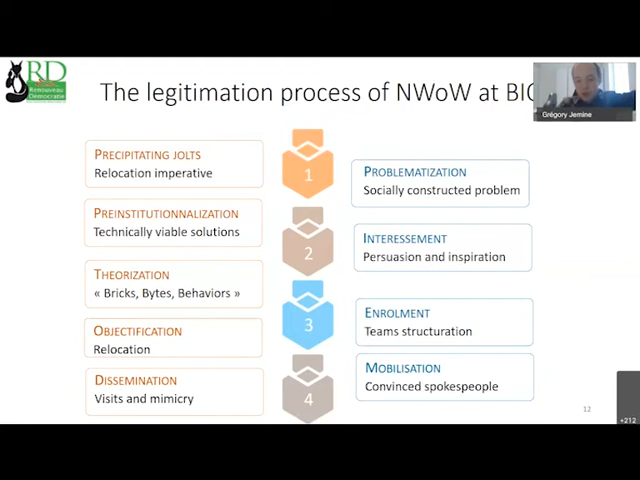 RD
Renouveau
Démocratie
The legitimation process of NWoW at BIC
Grégory Jemine
PRECIPITATING JOLTS
Relocation imperative
PREINSTITUTIONNALIZATION
Technically viable solutions
THEORIZATION
« Bricks, Bytes, Behaviors »
OBJECTIFICATION
Relocation
DISSEMINATION
Visits and mimicry
1
2
3
4
PROBLEMATIZATION
Socially constructed problem
INTERESSEMENT
Persuasion and inspiration
ENROLMENT
Teams structuration
MOBILISATION
Convinced spokespeople
12
+212